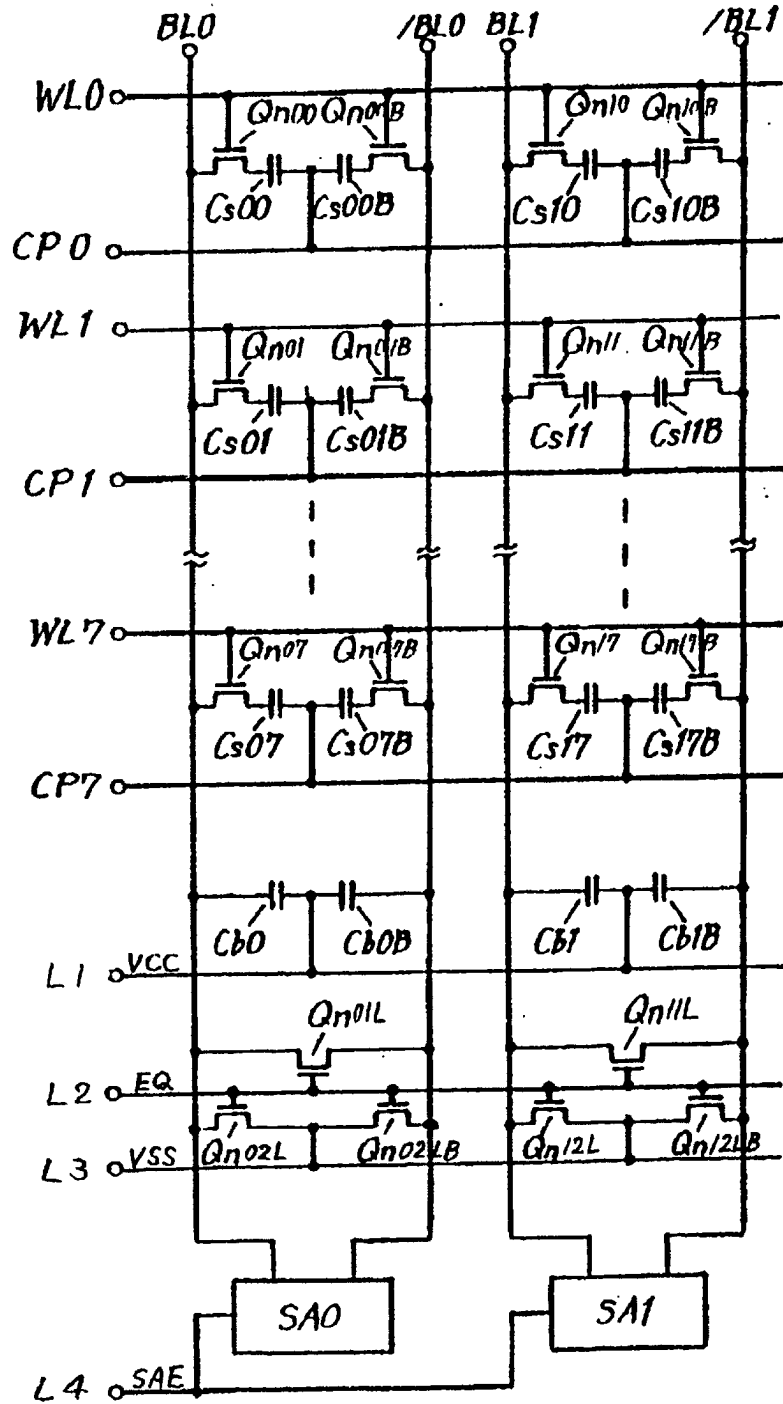 BL0 /BL0 BL1 /BL1
WL0
Qn00 Qn00B Qn10 Qn10B
Cs00 Cs00B Cs10 Cs10B
CP0
WL1
Qn01 Qn01B Qn11 Qn11B
Cs01 Cs01B Cs11 Cs11B
CP1
WL7
Qn07 Qn07B Qn17 Qn17B
Cs07 Cs07B Cs17 Cs17B
CP7
Cb0 Cb0B Cb1 Cb1B
L1 VCC
Qn01L Qn11L
L2 EQ
Qn02L Qn02LB Qn12L Qn12LB
L3 VSS
SA0 SA1
L4 SAE